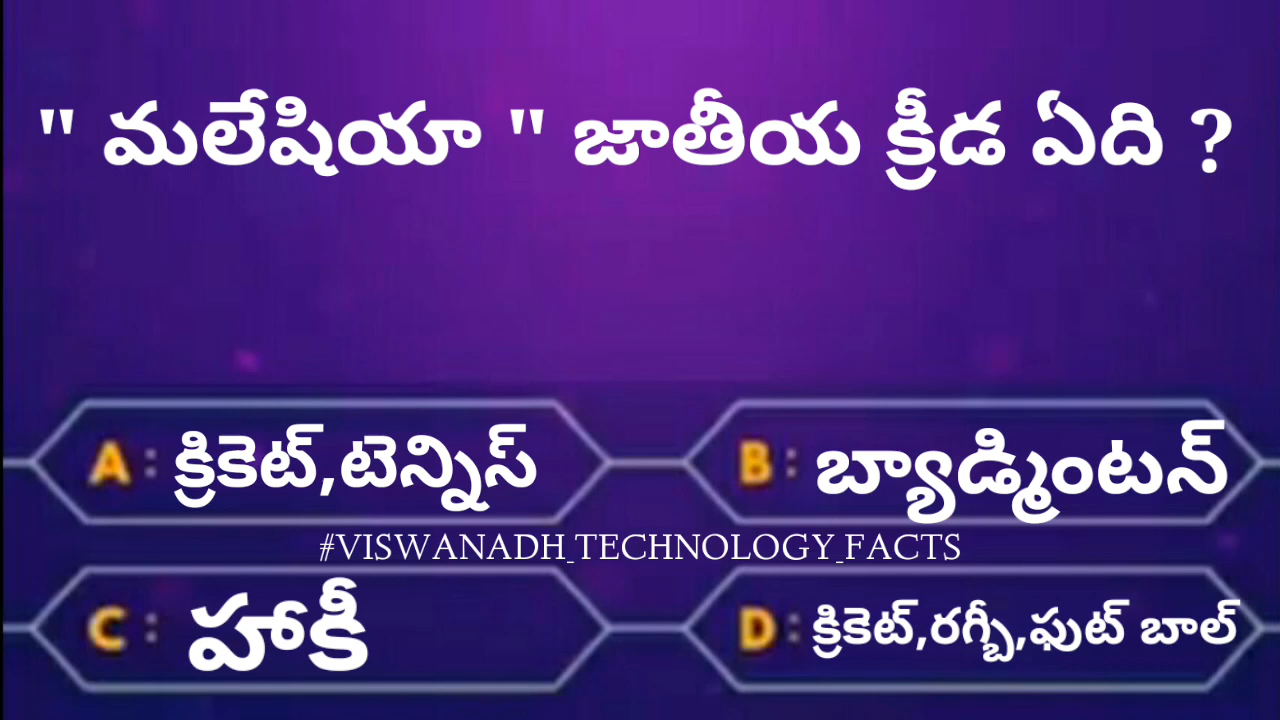 " మలేషియా " జాతీయ క్రీడ ఏది ?
A : క్రికెట్,టెన్నిస్
B : బ్యాడ్మింటన్
#VISWANADH_TECHNOLOGY_FACTS
C : హాకీ
D : క్రికెట్,రగ్బీ,ఫుట్ బాల్